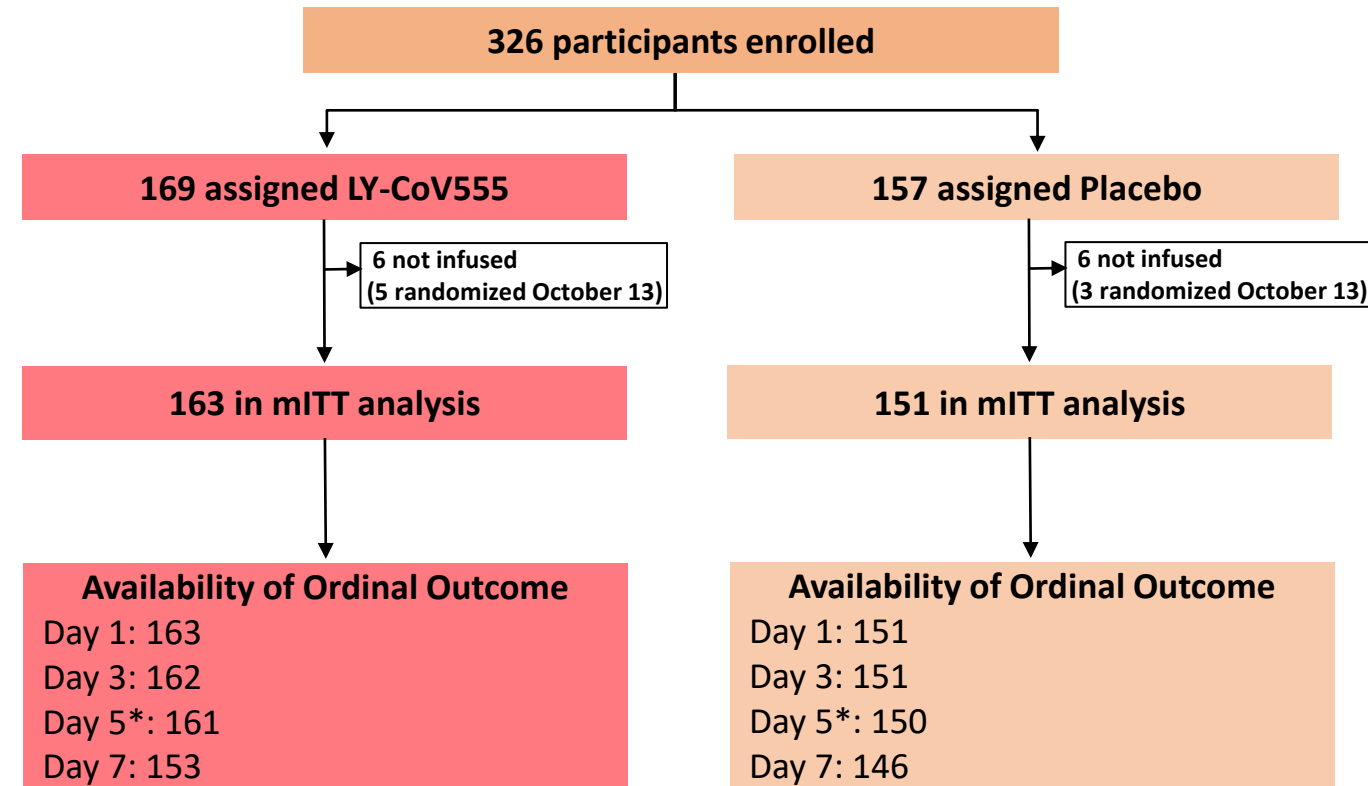 326 participants enrolled
169 assigned LY-CoV555
157 assigned Placebo
6 not infused
(5 randomized October 13)
6 not infused
(3 randomized October 13)
163 in mITT analysis
151 in mITT analysis
Availability of Ordinal Outcome
Day 1: 163
Day 3: 162
Day 5*: 161
Day 7: 153
Availability of Ordinal Outcome
Day 1: 151
Day 3: 151
Day 5*: 150
Day 7: 146